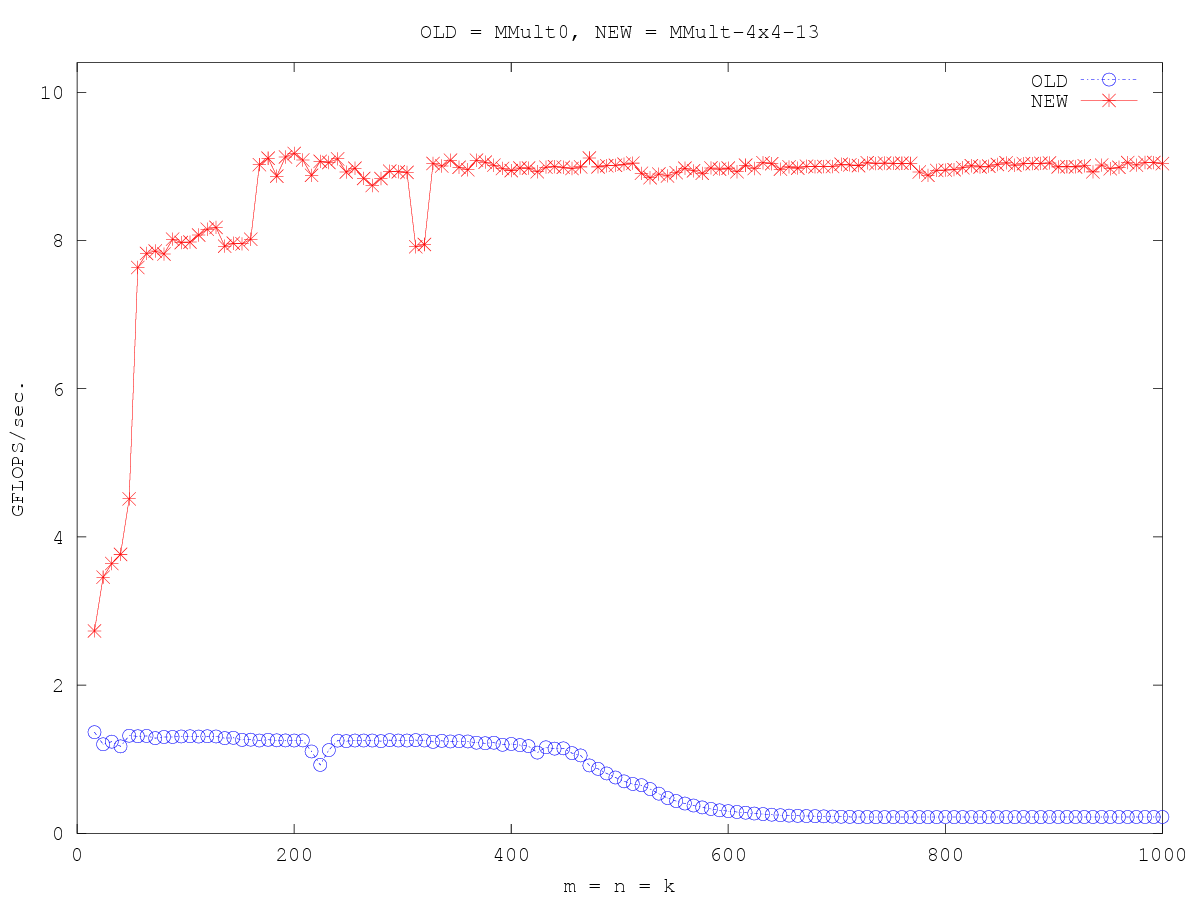 OLD = MMult0, NEW = MMult-4x4-13
OLD
NEW
10
8
6
4
2
0
GFLOPS/sec.
0 200 400 600 800 1000
m = n = k